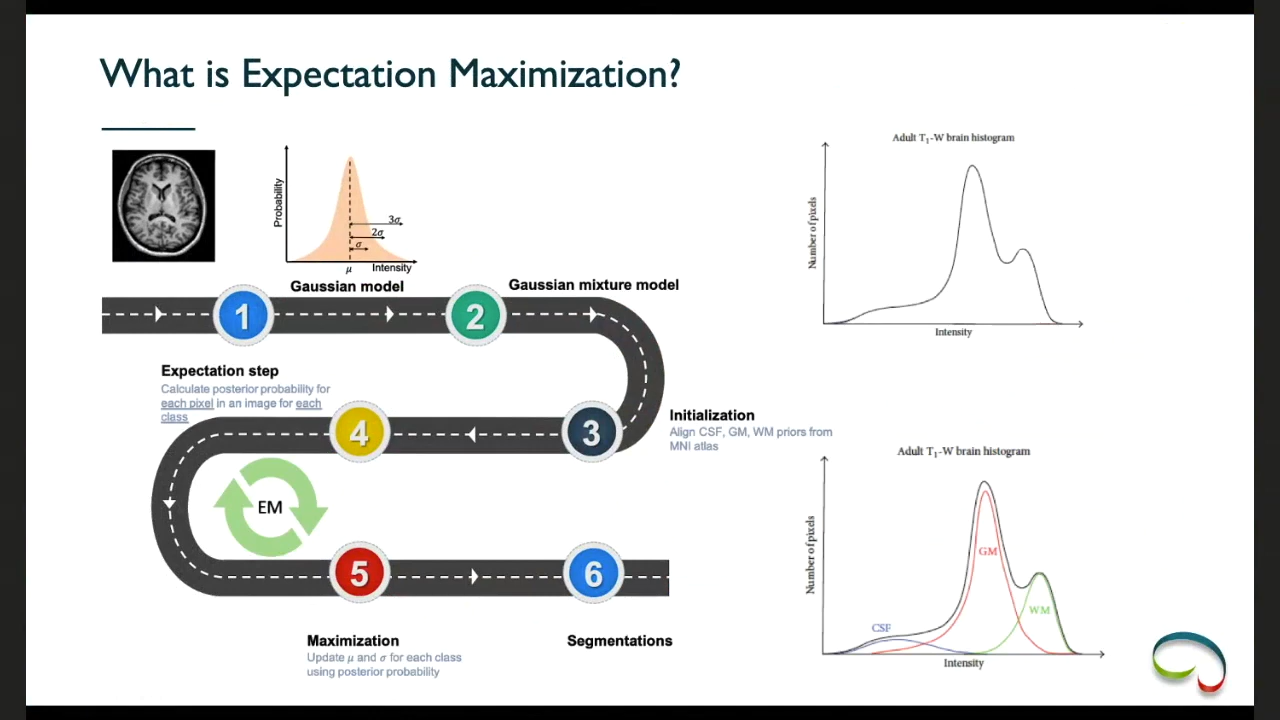 What is Expectation Maximization?
Probability
3σ
2σ
σ
μ
Intensity
Gaussian model
Gaussian mixture model
1
2
Expectation step
Calculate posterior probability for
each pixel in an image for each
class
4
3
Initialization
Align CSF, GM, WM priors from
MNI atlas
EM
5
6
Maximization
Update μ and σ for each class
using posterior probability
Segmentations
Adult T₁-W brain histogram
Number of pixels
Intensity
Adult T₁-W brain histogram
Number of pixels
GM
WM
CSF
Intensity